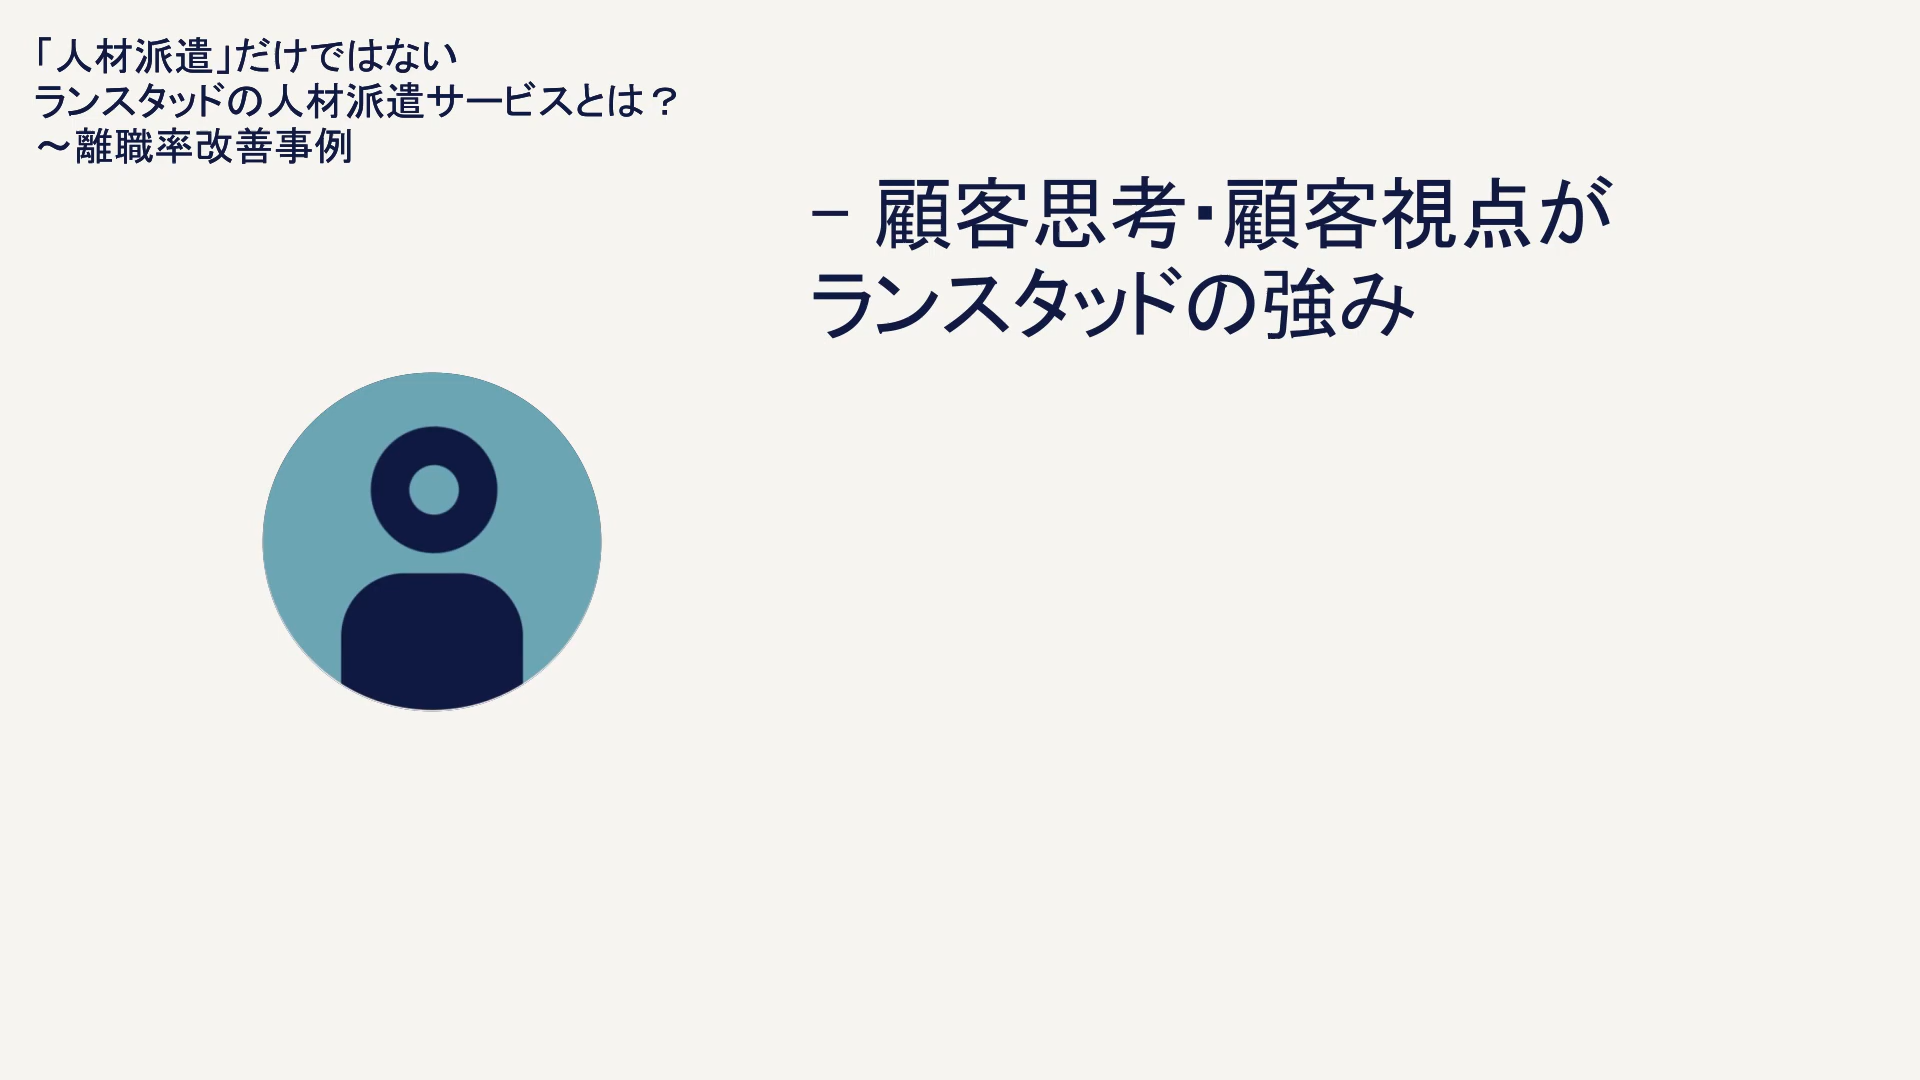 「人材派遣」だけではない
ランスタッドの人材派遣サービスとは？
～離職率改善事例
– 顧客思考・顧客視点が
ランスタッドの強み